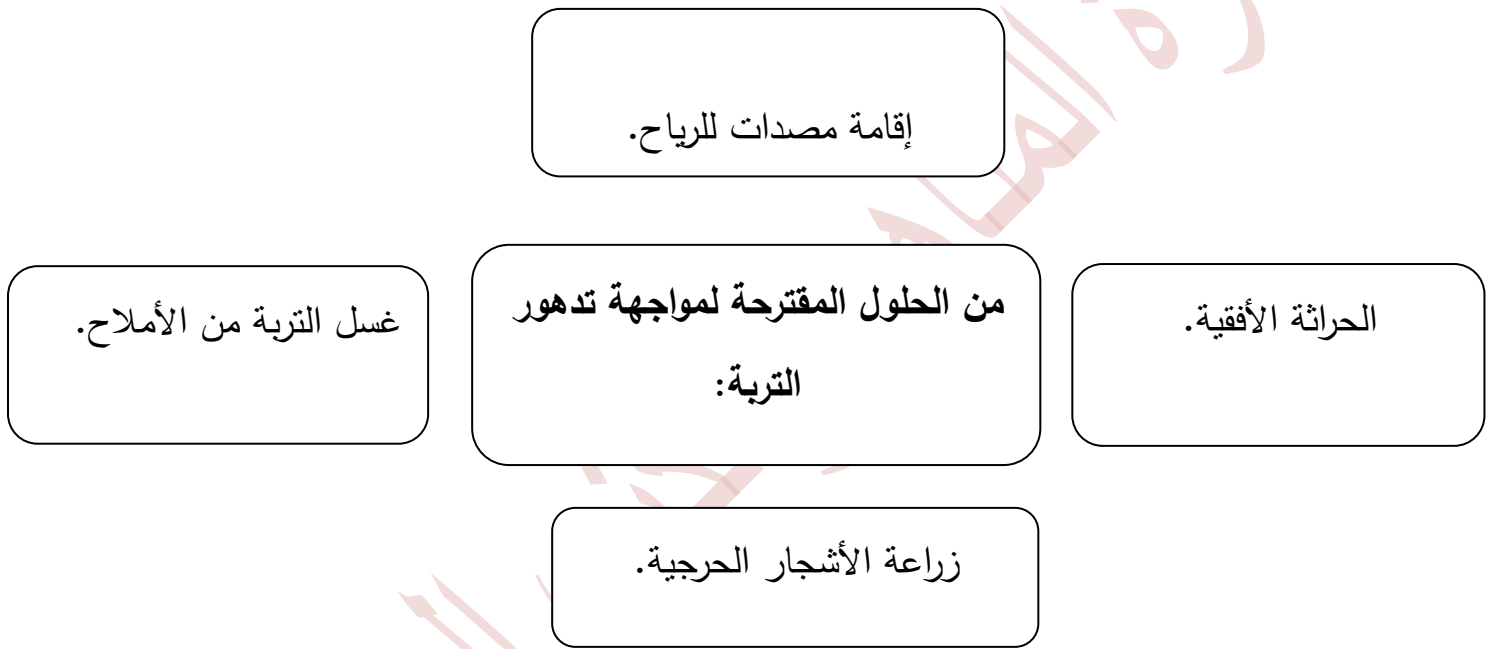 إقامة مصدات للرياح.
من الحلول المقترحة لمواجهة تدهور
التربة:
الحراثة الأفقية.
غسل التربة من الأملاح.
زراعة الأشجار الحرجية.